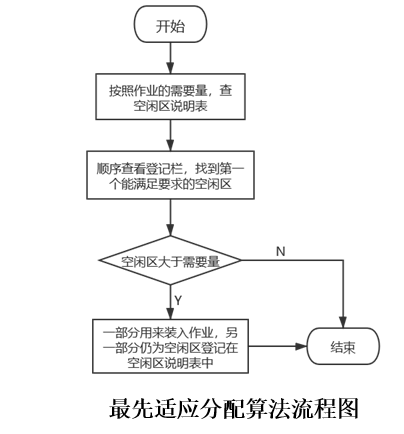 开始
按照作业的需要量，查
空闲区说明表
顺序查看登记栏，找到第一
个能满足要求的空闲区
空闲区大于需要量
N
Y
一部分用来装入作业，另
一部分仍为空闲区登记在
空闲区说明表中
结束
最先适应分配算法流程图